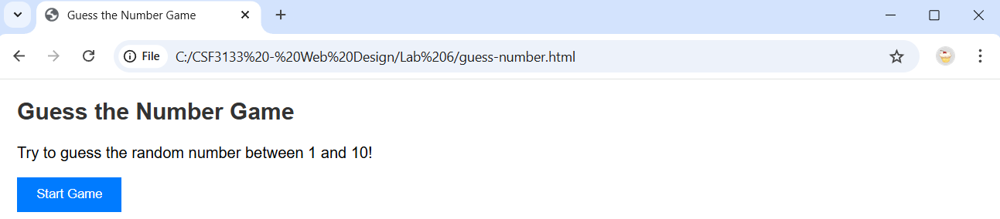 Guess the Number Game
File
C:/CSF3133%20-%20Web%20Design/Lab%206/guess-number.html
Guess the Number Game
Try to guess the random number between 1 and 10!
Start Game